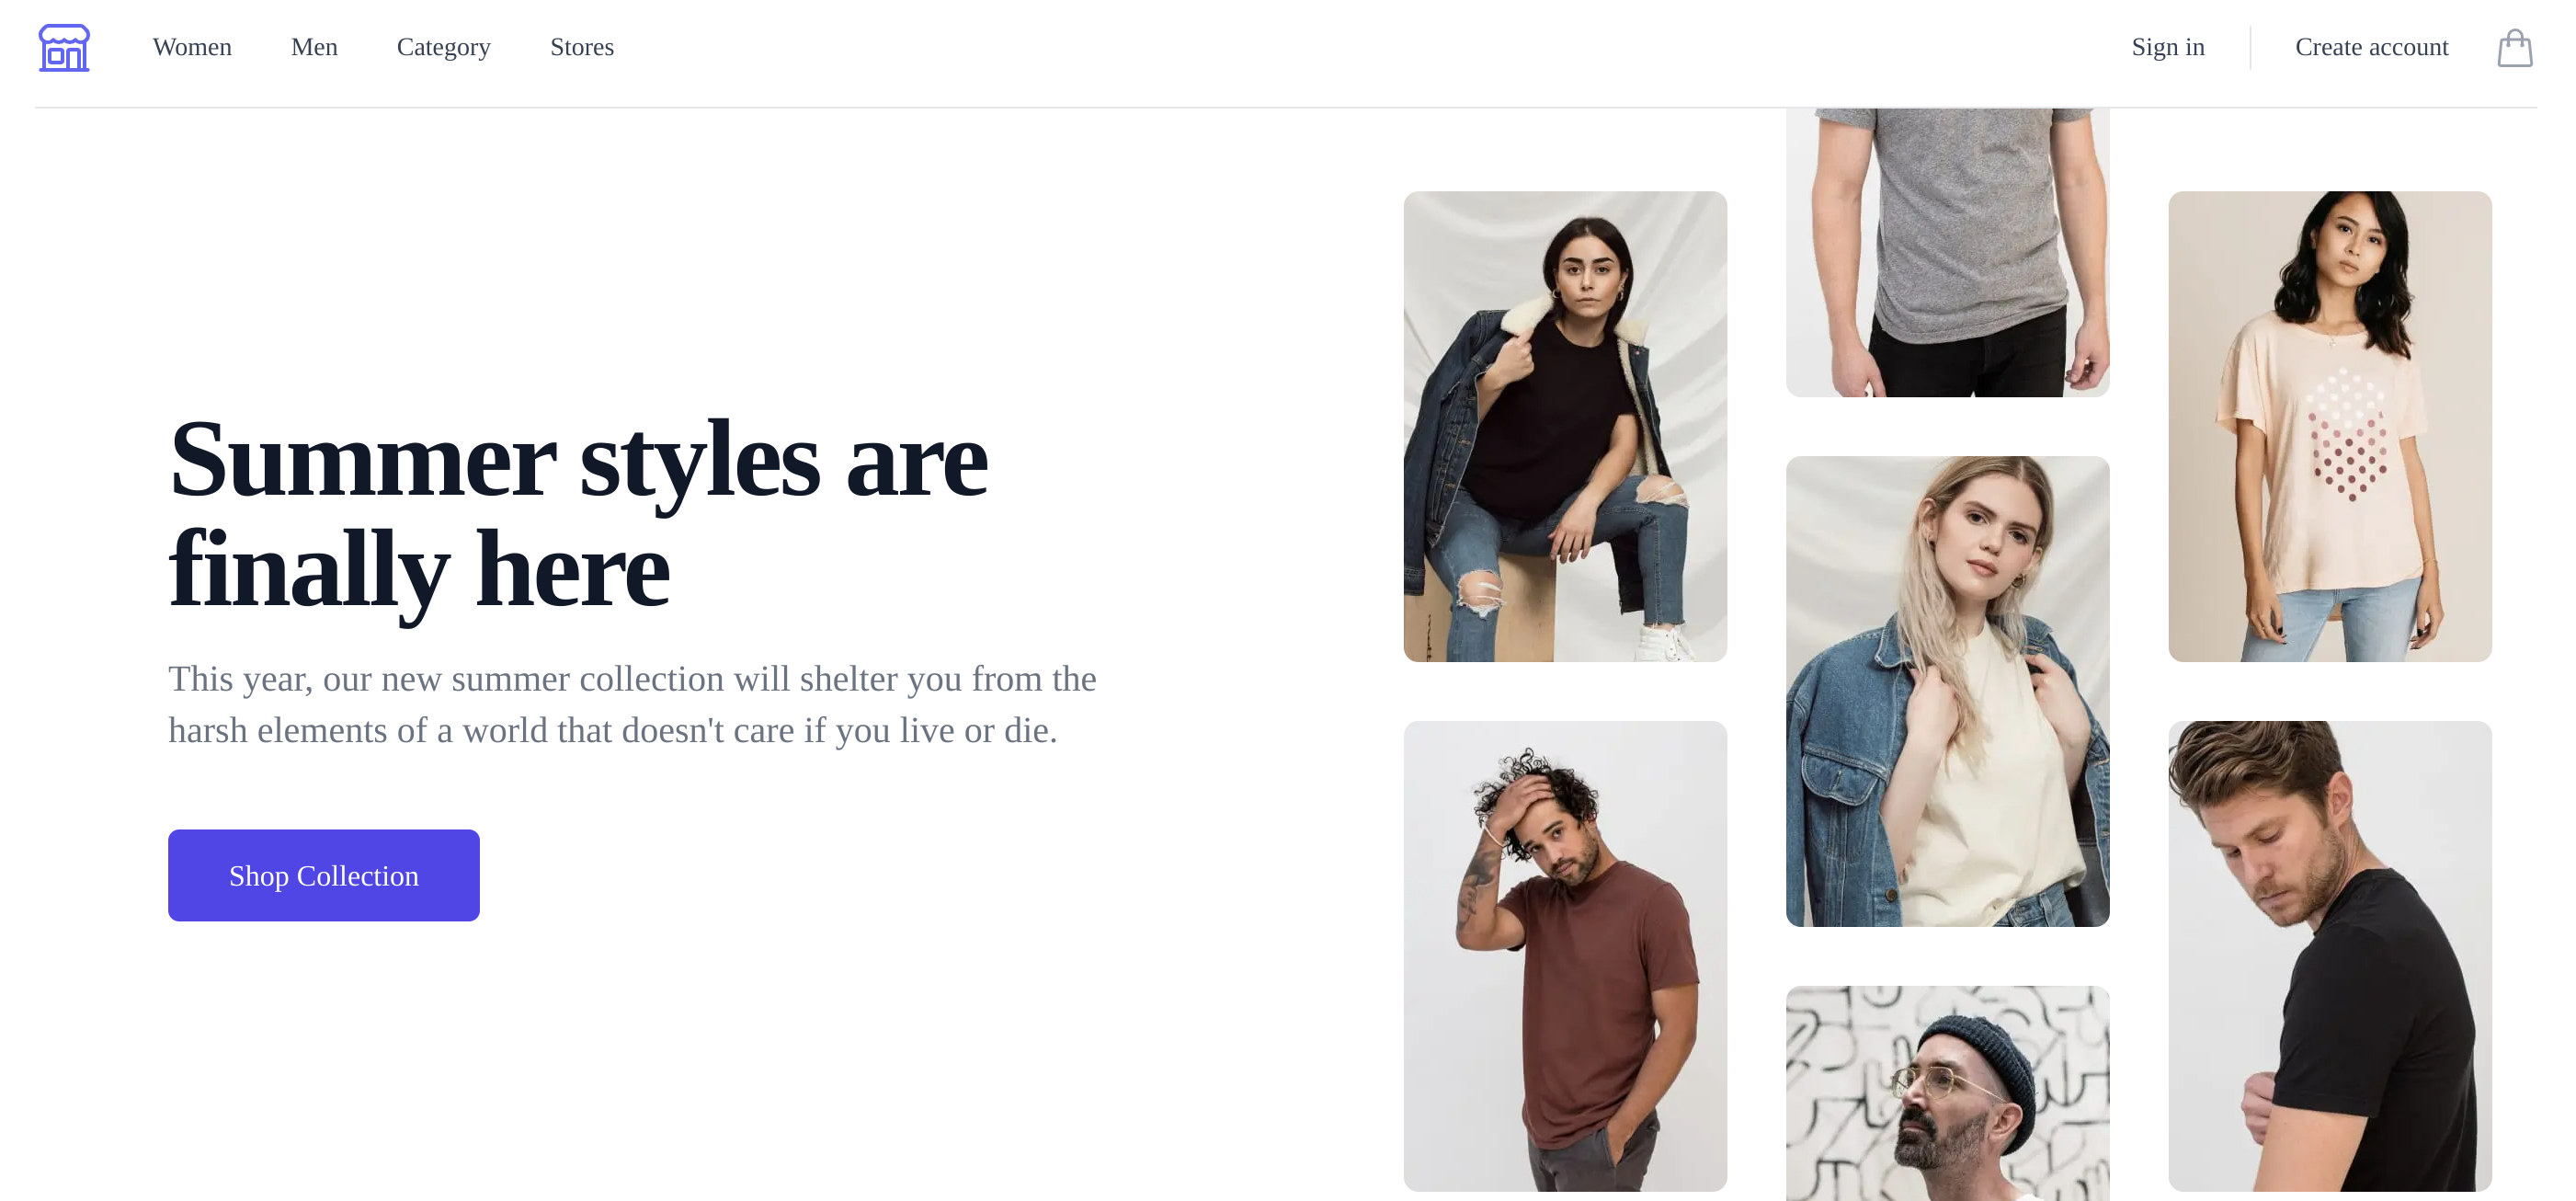 Women Men Category Stores Sign in Create account
Summer styles are
finally here
This year, our new summer collection will shelter you from the
harsh elements of a world that doesn't care if you live or die.
Shop Collection